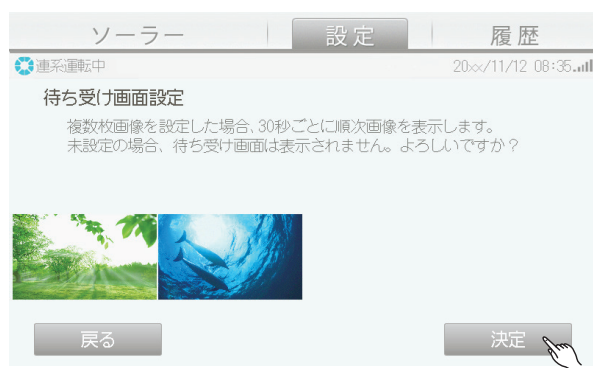 ソーラー 設定 履歴
連系運転中 20××/11/12 08:35
待ち受け画面設定
複数枚画像を設定した場合、30秒ごとに順次画像を表示します。
未設定の場合、待ち受け画面は表示されません。よろしいですか？
戻る 決定